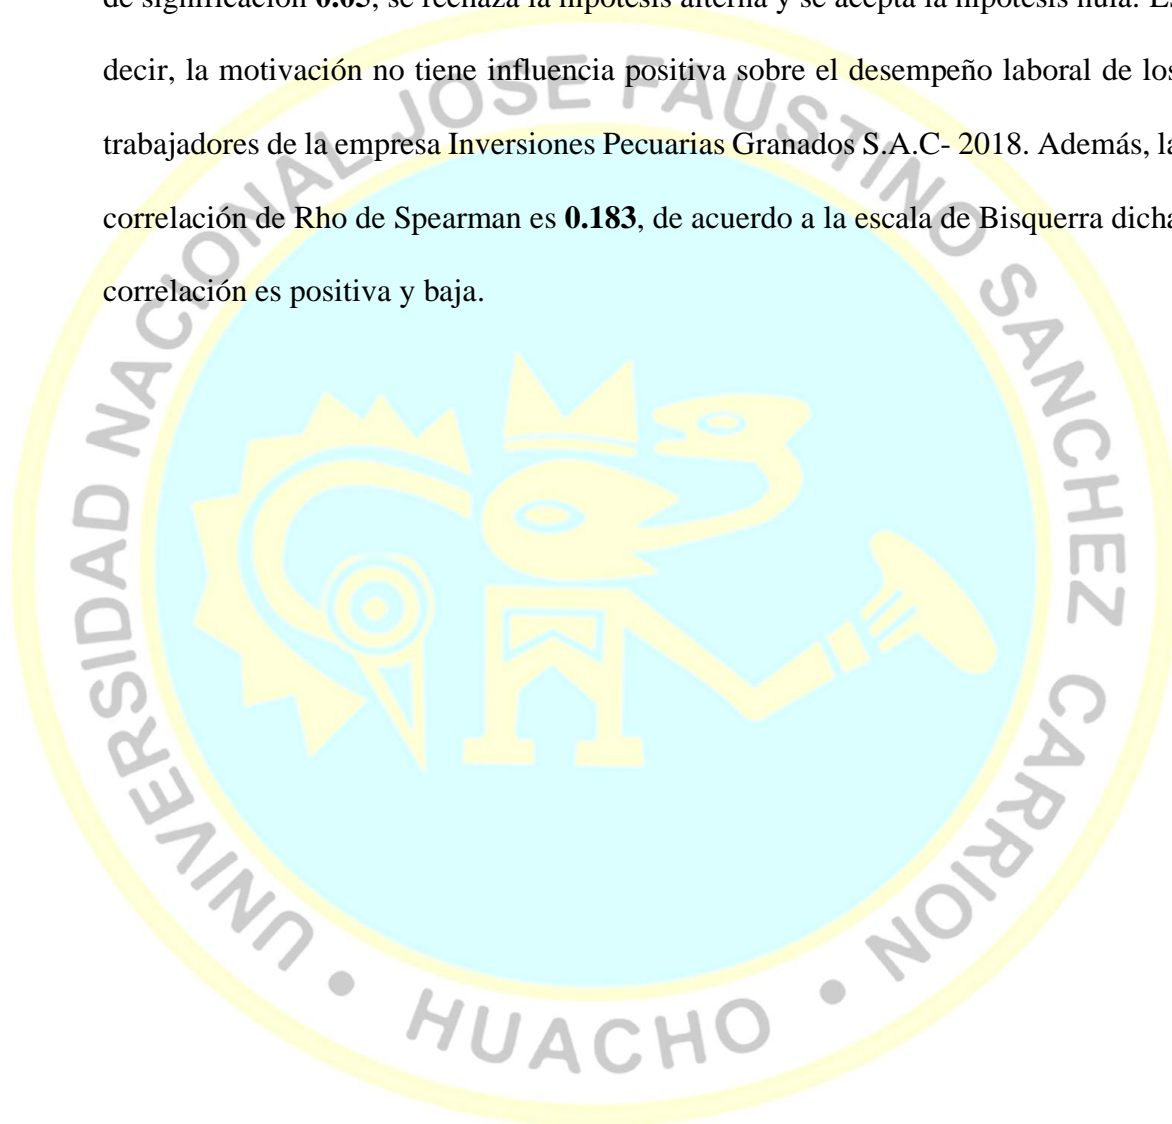 de significación 0.05, se rechaza la hipótesis alterna y se acepta la hipótesis nula. Es
decir, la motivación no tiene influencia positiva sobre el desempeño laboral de los
trabajadores de la empresa Inversiones Pecuarias Granados S.A.C- 2018. Además, la
correlación de Rho de Spearman es 0.183, de acuerdo a la escala de Bisquerra dicha
correlación es positiva y baja.
UNIVERSIDAD NACIONAL JOSE FAUSTINO SANCHEZ CARRION
• HUACHO •